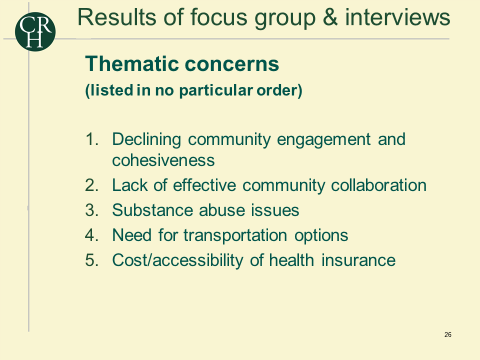 CRH
Results of focus group & interviews
Thematic concerns
(listed in no particular order)
1. Declining community engagement and
cohesiveness
2. Lack of effective community collaboration
3. Substance abuse issues
4. Need for transportation options
5. Cost/accessibility of health insurance
26